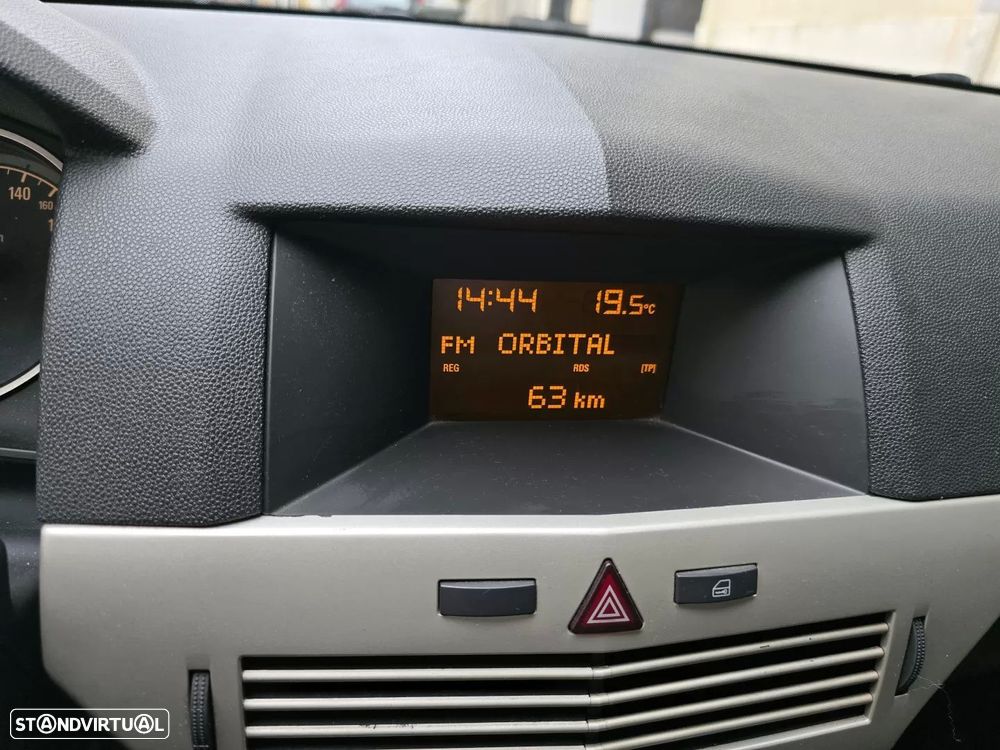 140
160
14:44 19.5°C
FM ORBITAL
REG RDS [TP]
63 km
STANDVIRTUAL